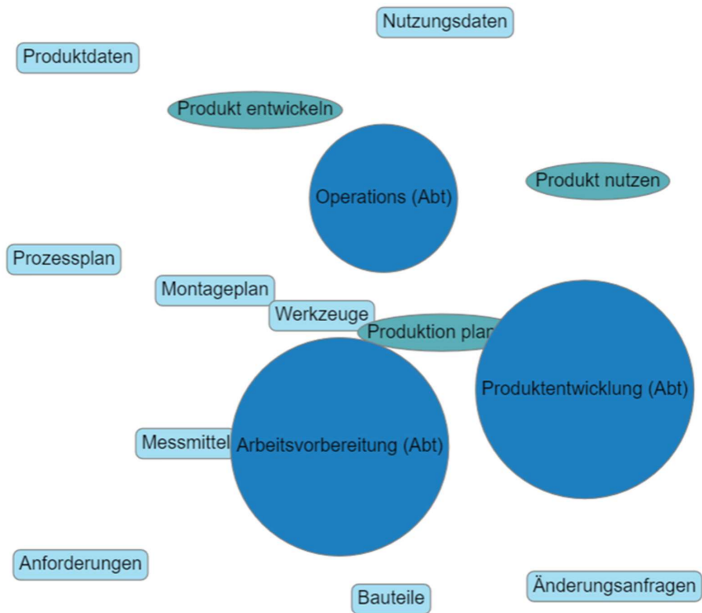 Nutzungsdaten
Produktdaten
Produkt entwickeln
Produkt nutzen
Operations (Abt)
Prozessplan
Montageplan
Werkzeuge
Produktion plan
Produktentwicklung (Abt)
Messmittel
Arbeitsvorbereitung (Abt)
Anforderungen
Änderungsanfragen
Bauteile